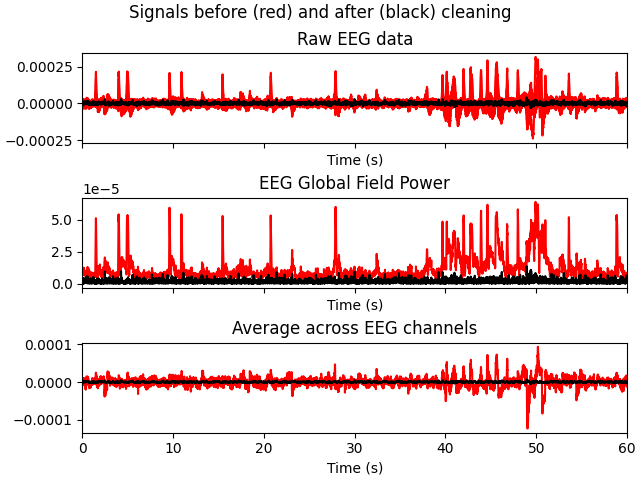 Signals before (red) and after (black) cleaning
Raw EEG data
0.00025
0.00000
−0.00025
Time (s)
EEG Global Field Power
1e−5
5.0
2.5
0.0
Time (s)
Average across EEG channels
0.0001
0.0000
−0.0001
0 10 20 30 40 50 60
Time (s)